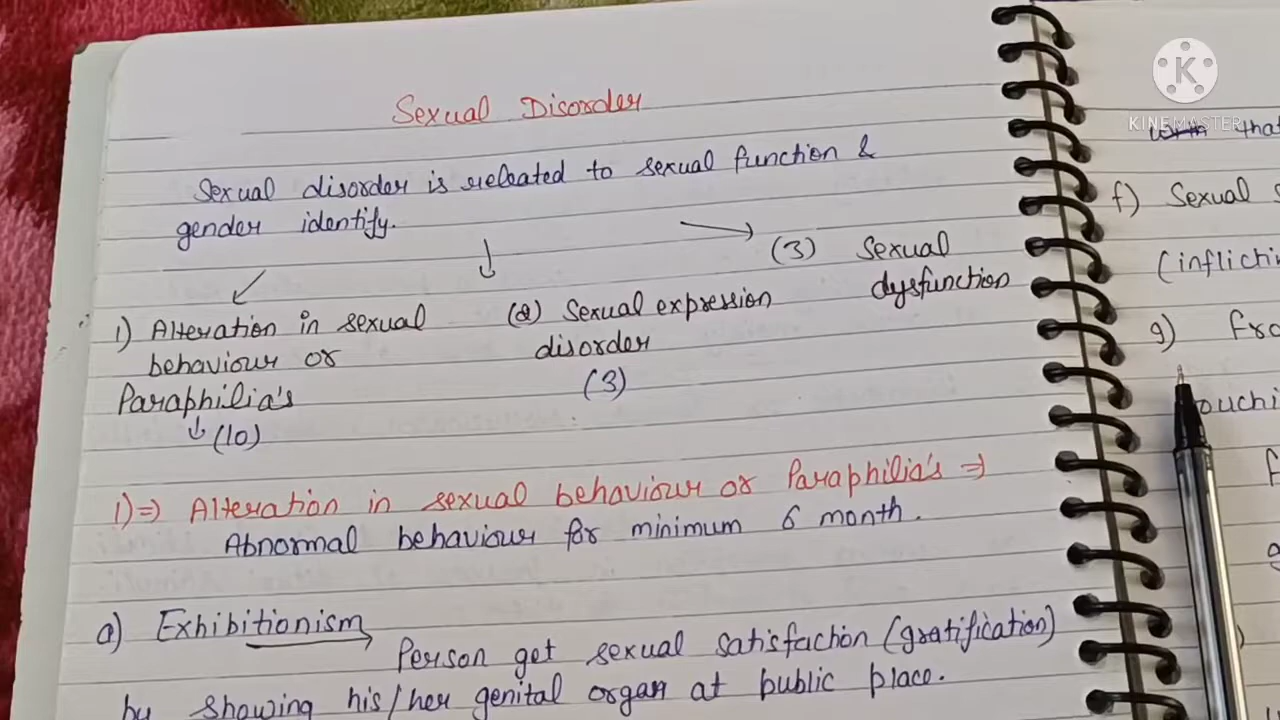 Sexual Disorder
Sexual disorder is releated to sexual function &
gender identify.
1) Alteration in sexual
behaviour or
Paraphilia's
(10)
(2) Sexual expression
disorder
(3)
(3) Sexual
dysfunction
1) ⇒ Alteration in sexual behaviour or Paraphilia's ⇒
Abnormal behaviour for minimum 6 month.
a) Exhibitionism → Person get sexual satisfaction (gratification)
by showing his/her genital organ at public place.
K
KINEMASTER
that
f) Sexual
(inflicti
g) Fro
ouchi